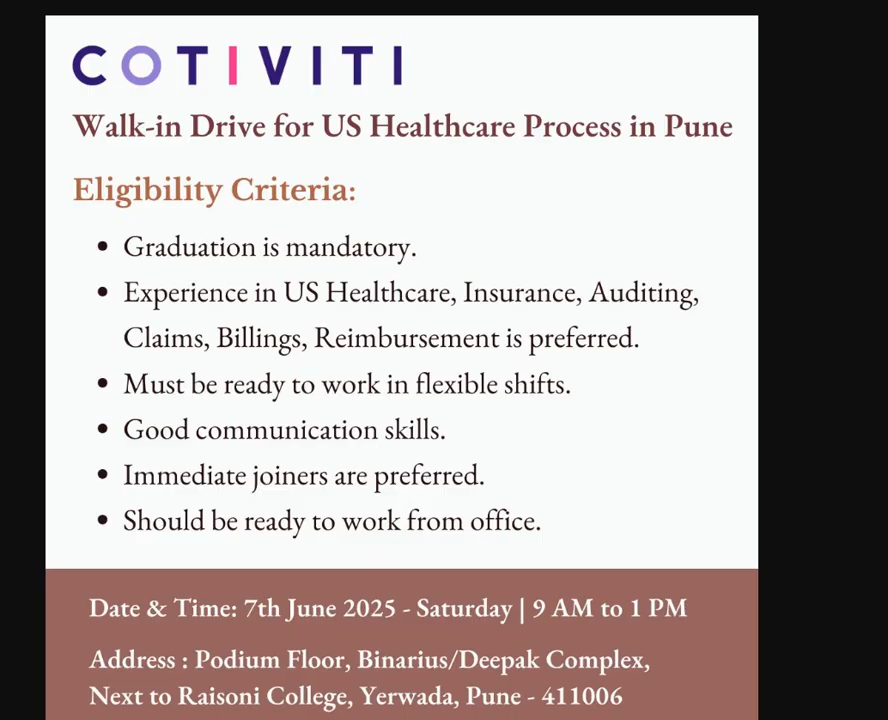 COTIVITI
Walk-in Drive for US Healthcare Process in Pune
Eligibility Criteria:
• Graduation is mandatory.
• Experience in US Healthcare, Insurance, Auditing,
Claims, Billings, Reimbursement is preferred.
• Must be ready to work in flexible shifts.
• Good communication skills.
• Immediate joiners are preferred.
• Should be ready to work from office.
Date & Time: 7th June 2025 - Saturday | 9 AM to 1 PM
Address : Podium Floor, Binarius/Deepak Complex,
Next to Raisoni College, Yerwada, Pune - 411006